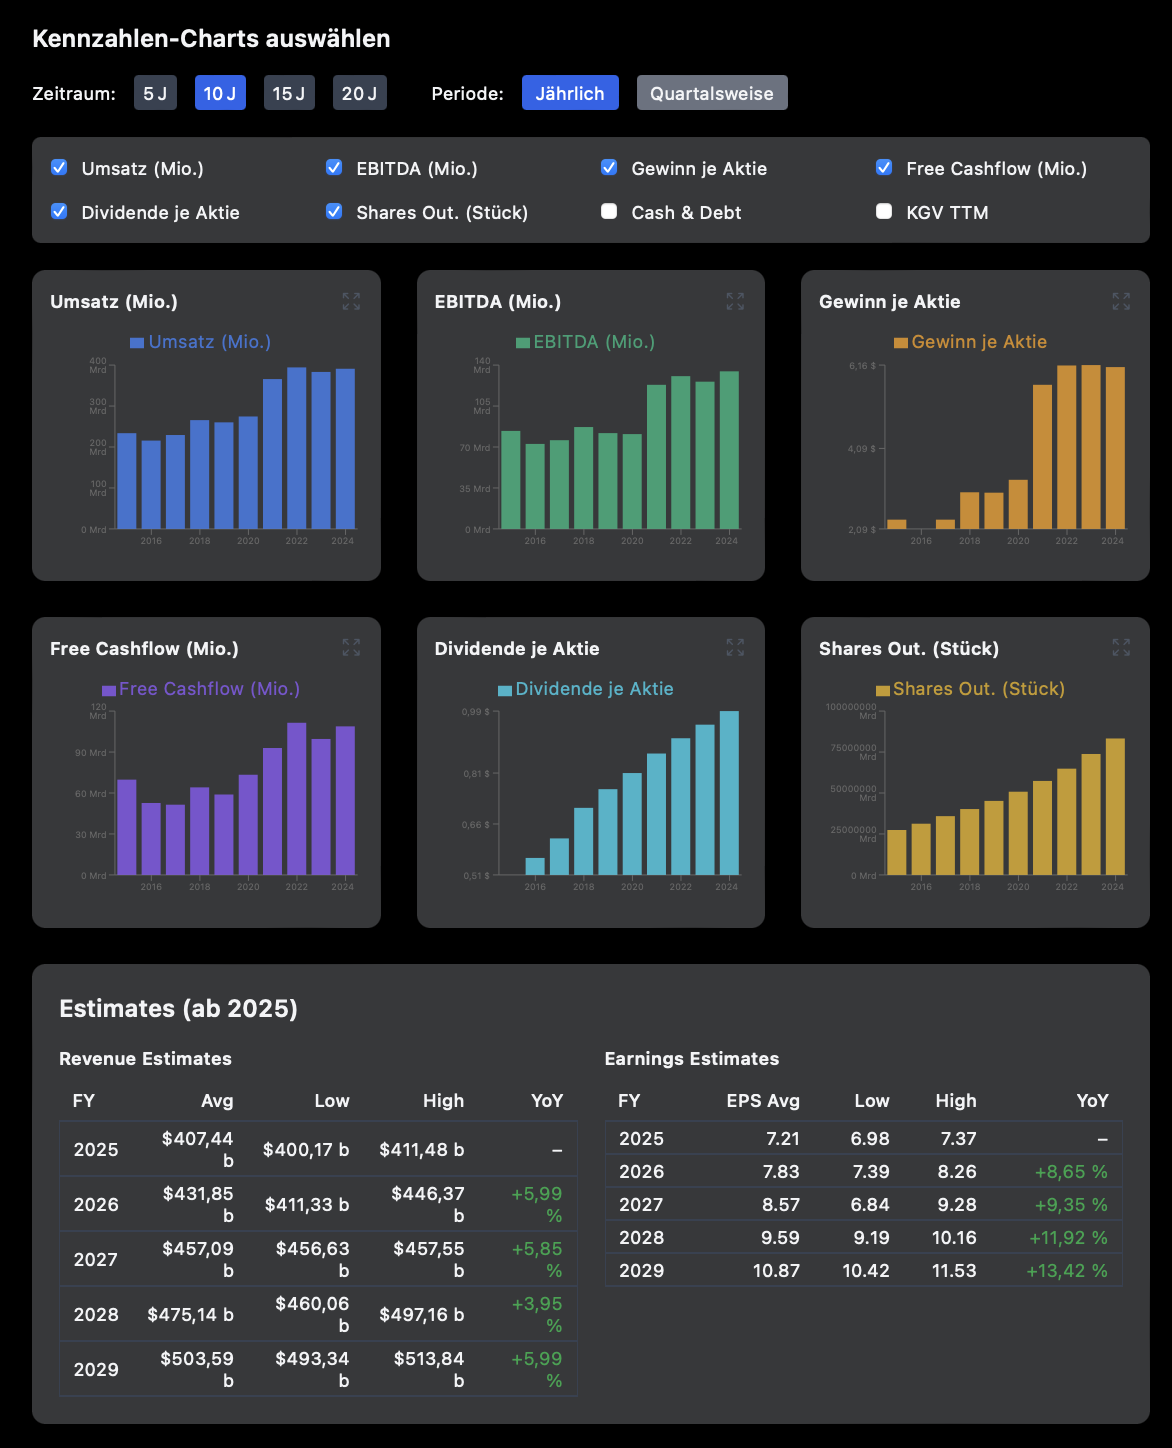 Kennzahlen-Charts auswählen
Zeitraum: 5 J 10 J 15 J 20 J Periode: Jährlich Quartalsweise
Umsatz (Mio.) EBITDA (Mio.) Gewinn je Aktie Free Cashflow (Mio.)
Dividende je Aktie Shares Out. (Stück) Cash & Debt KGV TTM
Umsatz (Mio.)
Umsatz (Mio.)
400
Mrd
300
Mrd
200
Mrd
100
Mrd
0 Mrd
2016 2018 2020 2022 2024
EBITDA (Mio.)
EBITDA (Mio.)
140
Mrd
105
Mrd
70 Mrd
35 Mrd
0 Mrd
2016 2018 2020 2022 2024
Gewinn je Aktie
Gewinn je Aktie
6,16 $
4,09 $
2,09 $
2016 2018 2020 2022 2024
Free Cashflow (Mio.)
Free Cashflow (Mio.)
120
Mrd
90 Mrd
60 Mrd
30 Mrd
0 Mrd
2016 2018 2020 2022 2024
Dividende je Aktie
Dividende je Aktie
0,99 $
0,81 $
0,66 $
0,51 $
2016 2018 2020 2022 2024
Shares Out. (Stück)
Shares Out. (Stück)
100000000
Mrd
75000000
Mrd
50000000
Mrd
25000000
Mrd
0 Mrd
2016 2018 2020 2022 2024
Estimates (ab 2025)
Revenue Estimates
FY Avg Low High YoY
2025 $407,44 b $400,17 b $411,48 b –
2026 $431,85 b $411,33 b $446,37 b +5,99 %
2027 $457,09 b $456,63 b $457,55 b +5,85 %
2028 $475,14 b $460,06 b $497,16 b +3,95 %
2029 $503,59 b $493,34 b $513,84 b +5,99 %
Earnings Estimates
FY EPS Avg Low High YoY
2025 7.21 6.98 7.37 –
2026 7.83 7.39 8.26 +8,65 %
2027 8.57 6.84 9.28 +9,35 %
2028 9.59 9.19 10.16 +11,92 %
2029 10.87 10.42 11.53 +13,42 %